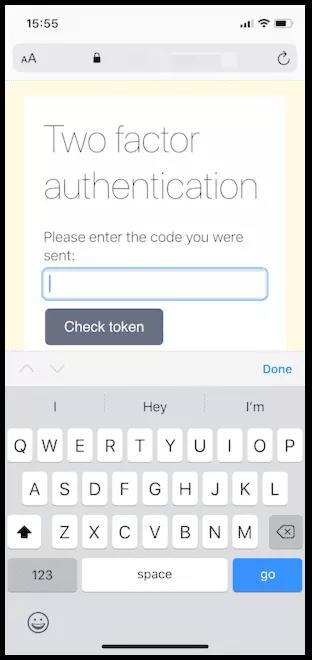 15:55
AA
Two factor
authentication
Please enter the code you were
sent:
Check token
Done
I Hey I'm
Q W E R T Y U I O P
A S D F G H J K L
Z X C V B N M
123 space go